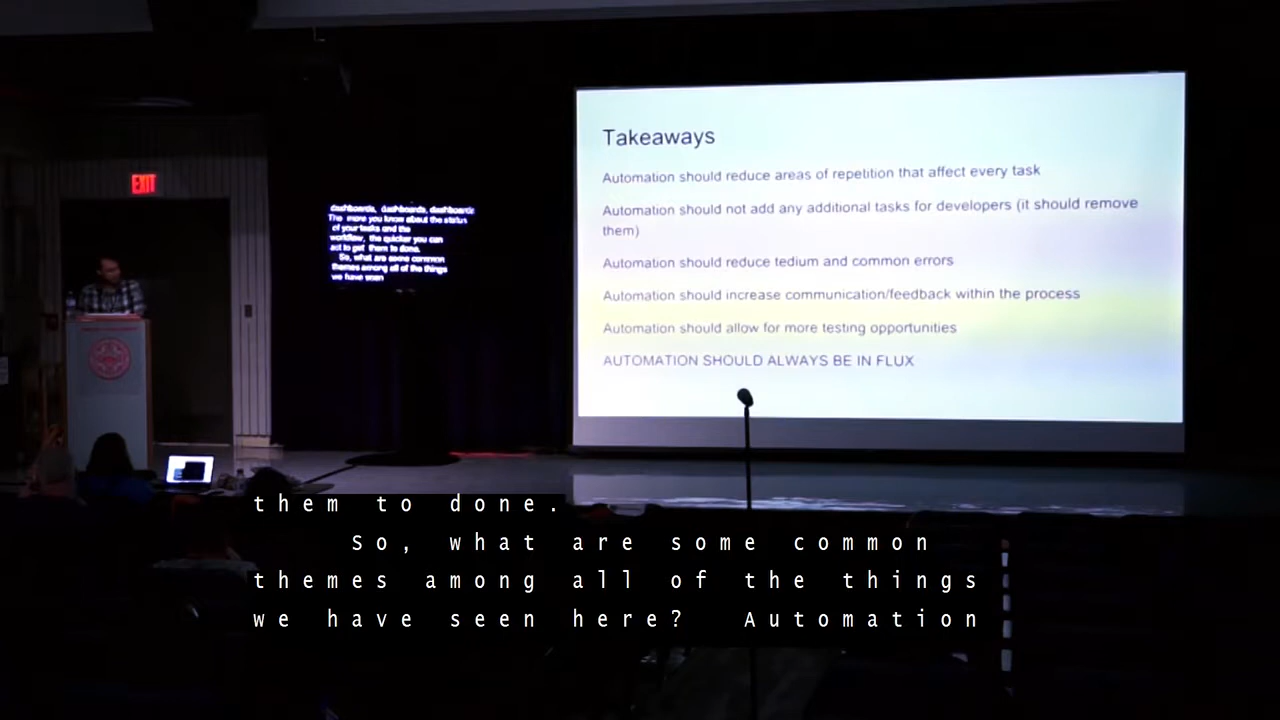 Takeaways
Automation should reduce areas of repetition that affect every task
Automation should not add any additional tasks for developers (it should remove
them)
Automation should reduce tedium and common errors
Automation should increase communication/feedback within the process
Automation should allow for more testing opportunities
AUTOMATION SHOULD ALWAYS BE IN FLUX
EXIT
dashboards, dashboards, dashboards
The more you know about the status
of your tasks and the
workflow, the quicker you can
act to get them to done.
So, what are some common
themes among all of the things
we have seen
them to done.
So, what are some common
themes among all of the things
we have seen here? Automation